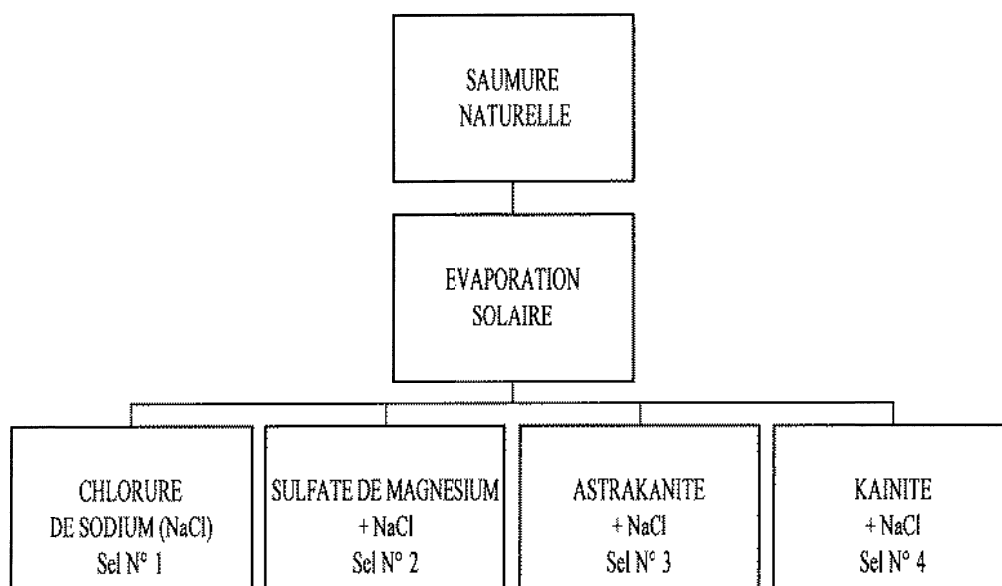 SAUMURE
NATURELLE
EVAPORATION
SOLAIRE
CHLORURE
DE SODIUM (NaCl)
Sel N° 1
SULFATE DE MAGNESIUM
+ NaCl
Sel N° 2
ASTRAKANITE
+ NaCl
Sel N° 3
KAINITE
+ NaCl
Sel N° 4